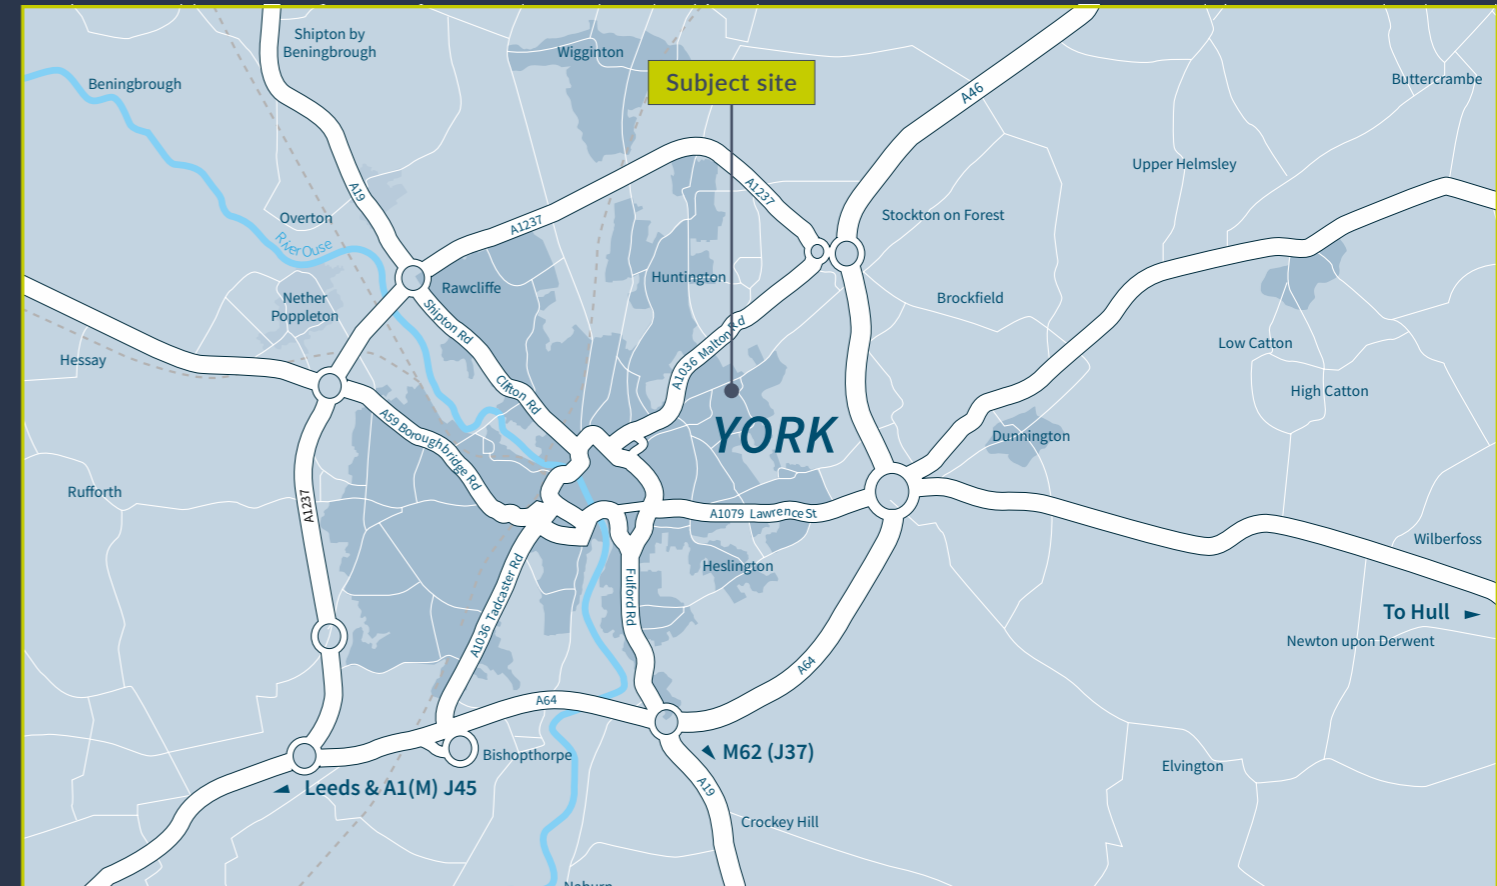 Shipton by
Beningbrough
Wigginton
Subject site
Beningbrough
A46
Buttercrambe
Upper Helmsley
A19
A1237
A1237
Overton
Stockton on Forest
River Ouse
Huntington
Rawcliffe
Nether
Poppleton
Brockfield
Shipton Rd
A1036 Malton Rd
Low Catton
Hessay
Clifton Rd
High Catton
A59 Boroughbridge Rd
YORK
Dunnington
Rufforth
A1237
A1079 Lawrence St
Wilberfoss
Heslington
Fulford Rd
A1036 Tadcaster Rd
To Hull
Newton upon Derwent
A64
A64
Bishopthorpe
M62 (J37)
Elvington
Leeds & A1(M) J45
A19
Crockey Hill